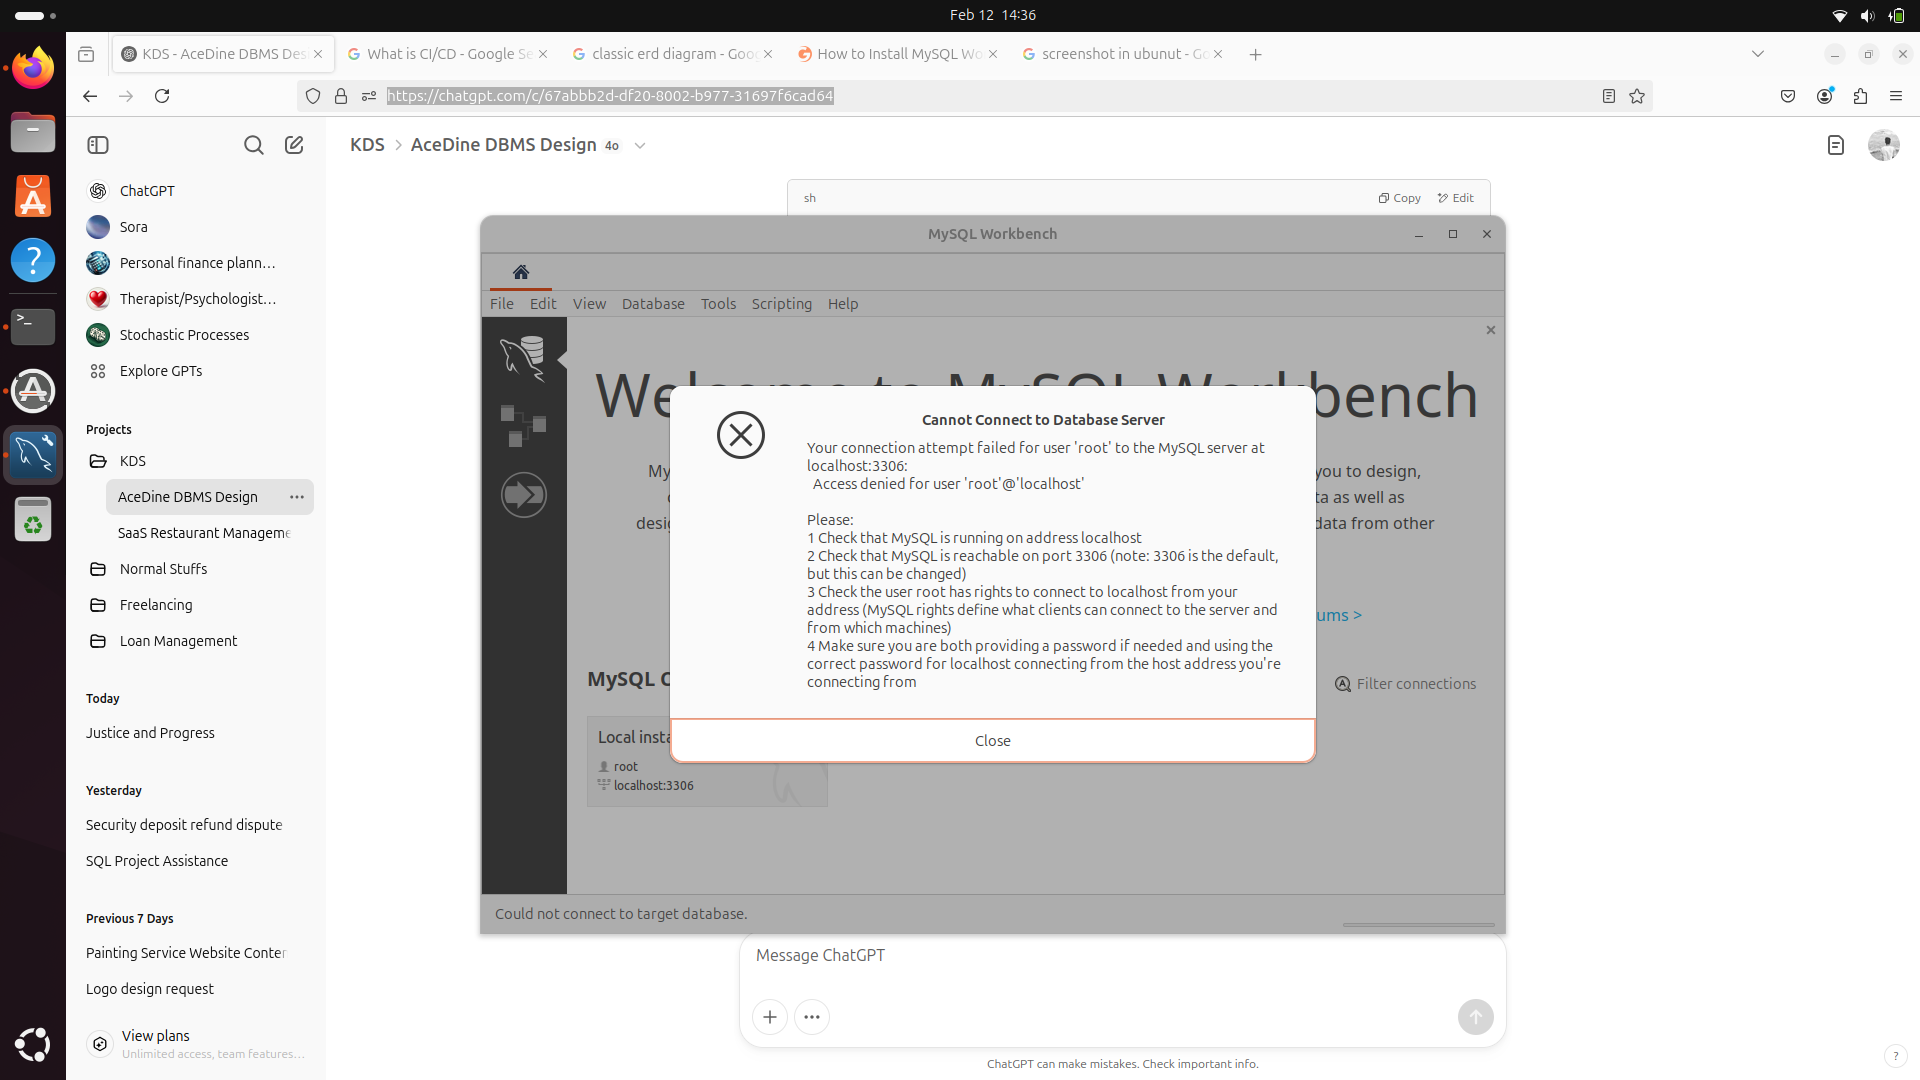 Feb 12 14:36
KDS - AceDine DBMS Des
What is CI/CD - Google Se
classic erd diagram - Goog
How to Install MySQL Wo
screenshot in ubunut - Go
https://chatgpt.com/c/67abbb2d-df20-8002-b977-31697f6cad64
KDS > AceDine DBMS Design 4o
ChatGPT
Sora
Personal finance plann…
Therapist/Psychologist…
Stochastic Processes
Explore GPTs
Projects
KDS
AceDine DBMS Design
SaaS Restaurant Manageme
Normal Stuffs
Freelancing
Loan Management
Today
Justice and Progress
Yesterday
Security deposit refund dispute
SQL Project Assistance
Previous 7 Days
Painting Service Website Conter
Logo design request
View plans
Unlimited access, team features…
sh
Copy
Edit
MySQL Workbench
File Edit View Database Tools Scripting Help
We
bench
My
you to design,
ta as well as
desig
data from other
ums >
MySQL C
Filter connections
Local insta
root
localhost:3306
Cannot Connect to Database Server
Your connection attempt failed for user 'root' to the MySQL server at
localhost:3306:
Access denied for user 'root'@'localhost'
Please:
1 Check that MySQL is running on address localhost
2 Check that MySQL is reachable on port 3306 (note: 3306 is the default,
but this can be changed)
3 Check the user root has rights to connect to localhost from your
address (MySQL rights define what clients can connect to the server and
from which machines)
4 Make sure you are both providing a password if needed and using the
correct password for localhost connecting from the host address you're
connecting from
Close
Could not connect to target database.
Message ChatGPT
ChatGPT can make mistakes. Check important info.
?